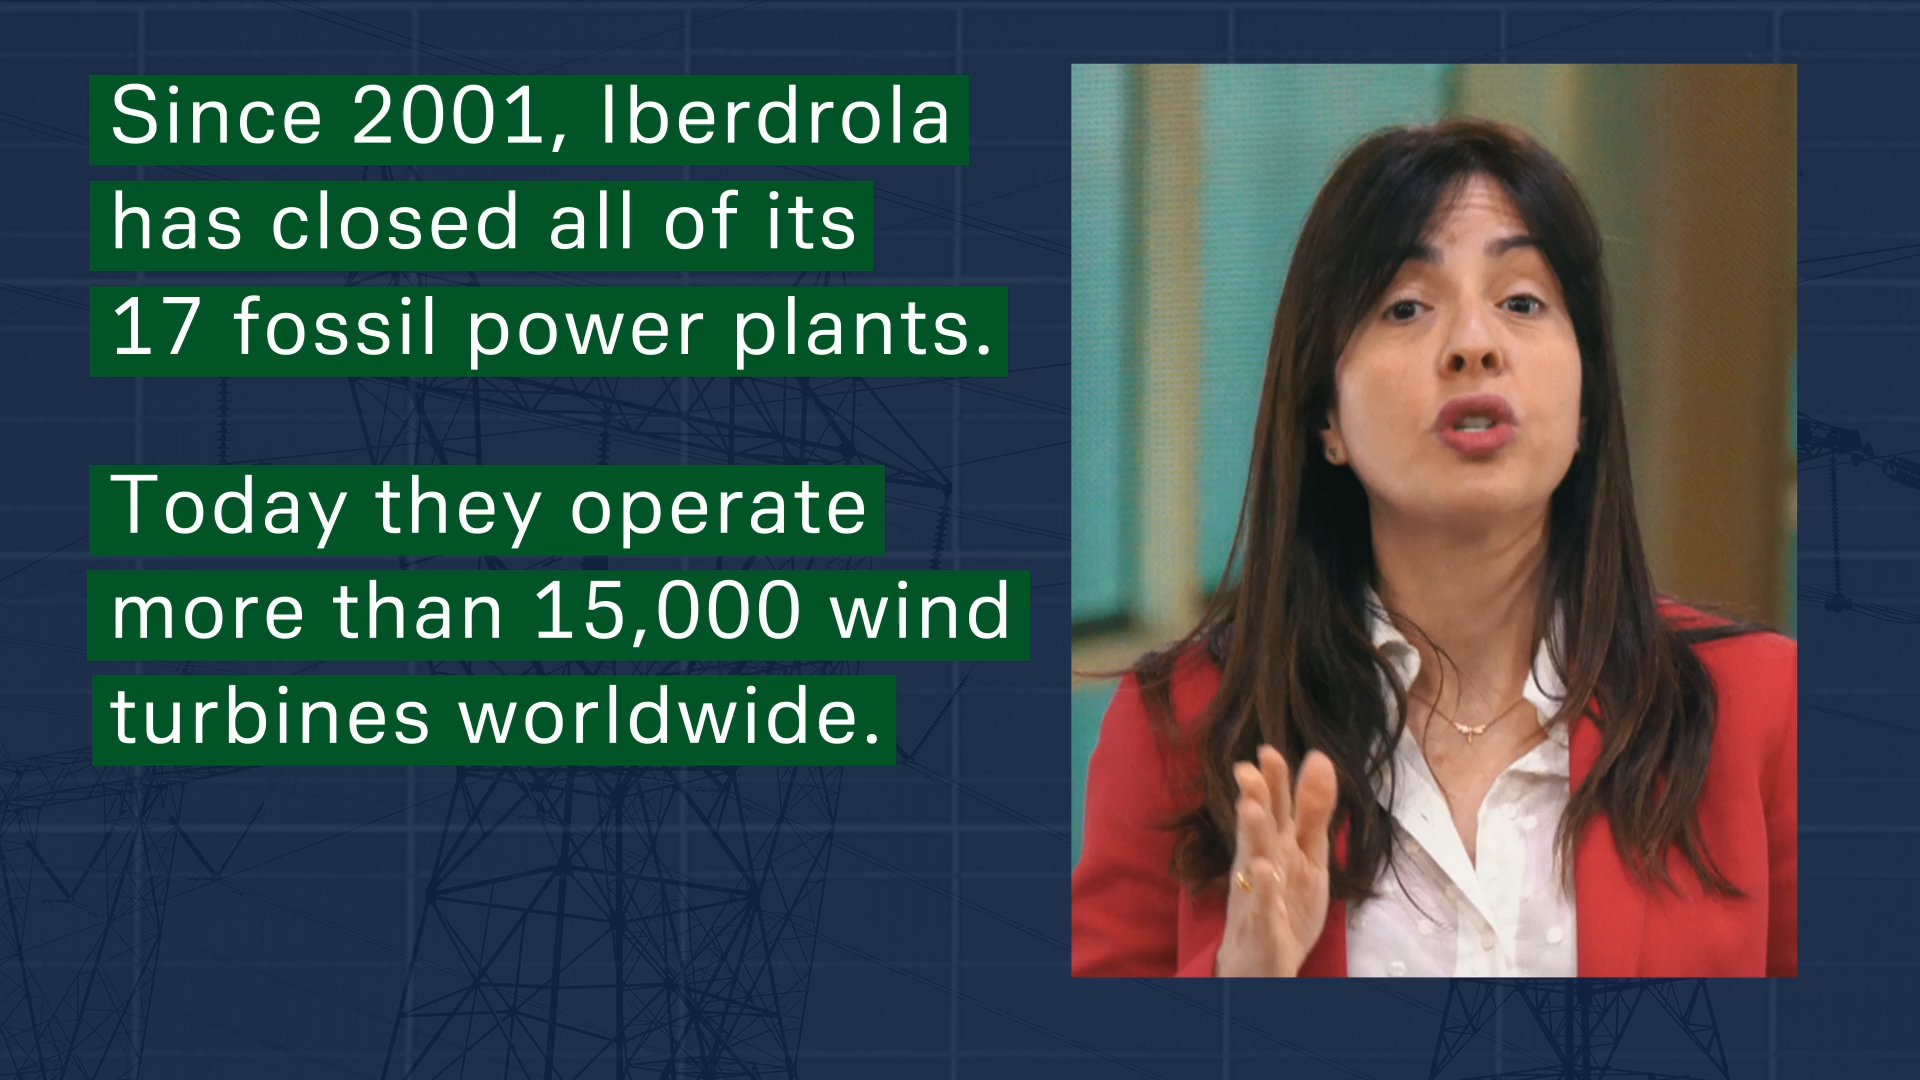 Since 2001, Iberdrola
has closed all of its
17 fossil power plants.
Today they operate
more than 15,000 wind
turbines worldwide.